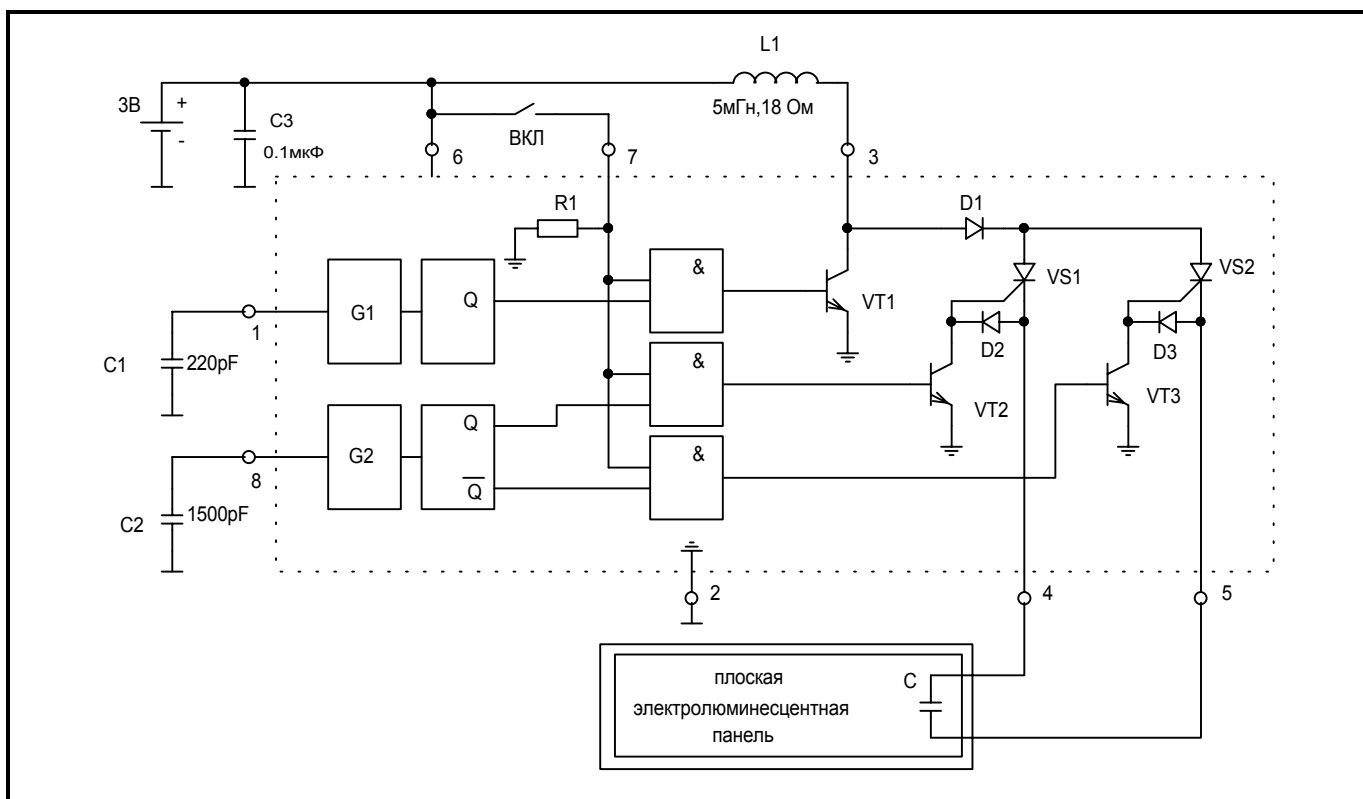 L1
3В
+
-
C3
0.1мкФ
5мГн,18 Ом
ВКЛ
6
7
3
R1
D1
VS1
VS2
&
Q
G1
VT1
1
C1
220pF
D2
D3
&
VT2
VT3
Q
&
G2
Q
8
C2
1500pF
2
4
5
плоская
электролюминесцентная
панель
C